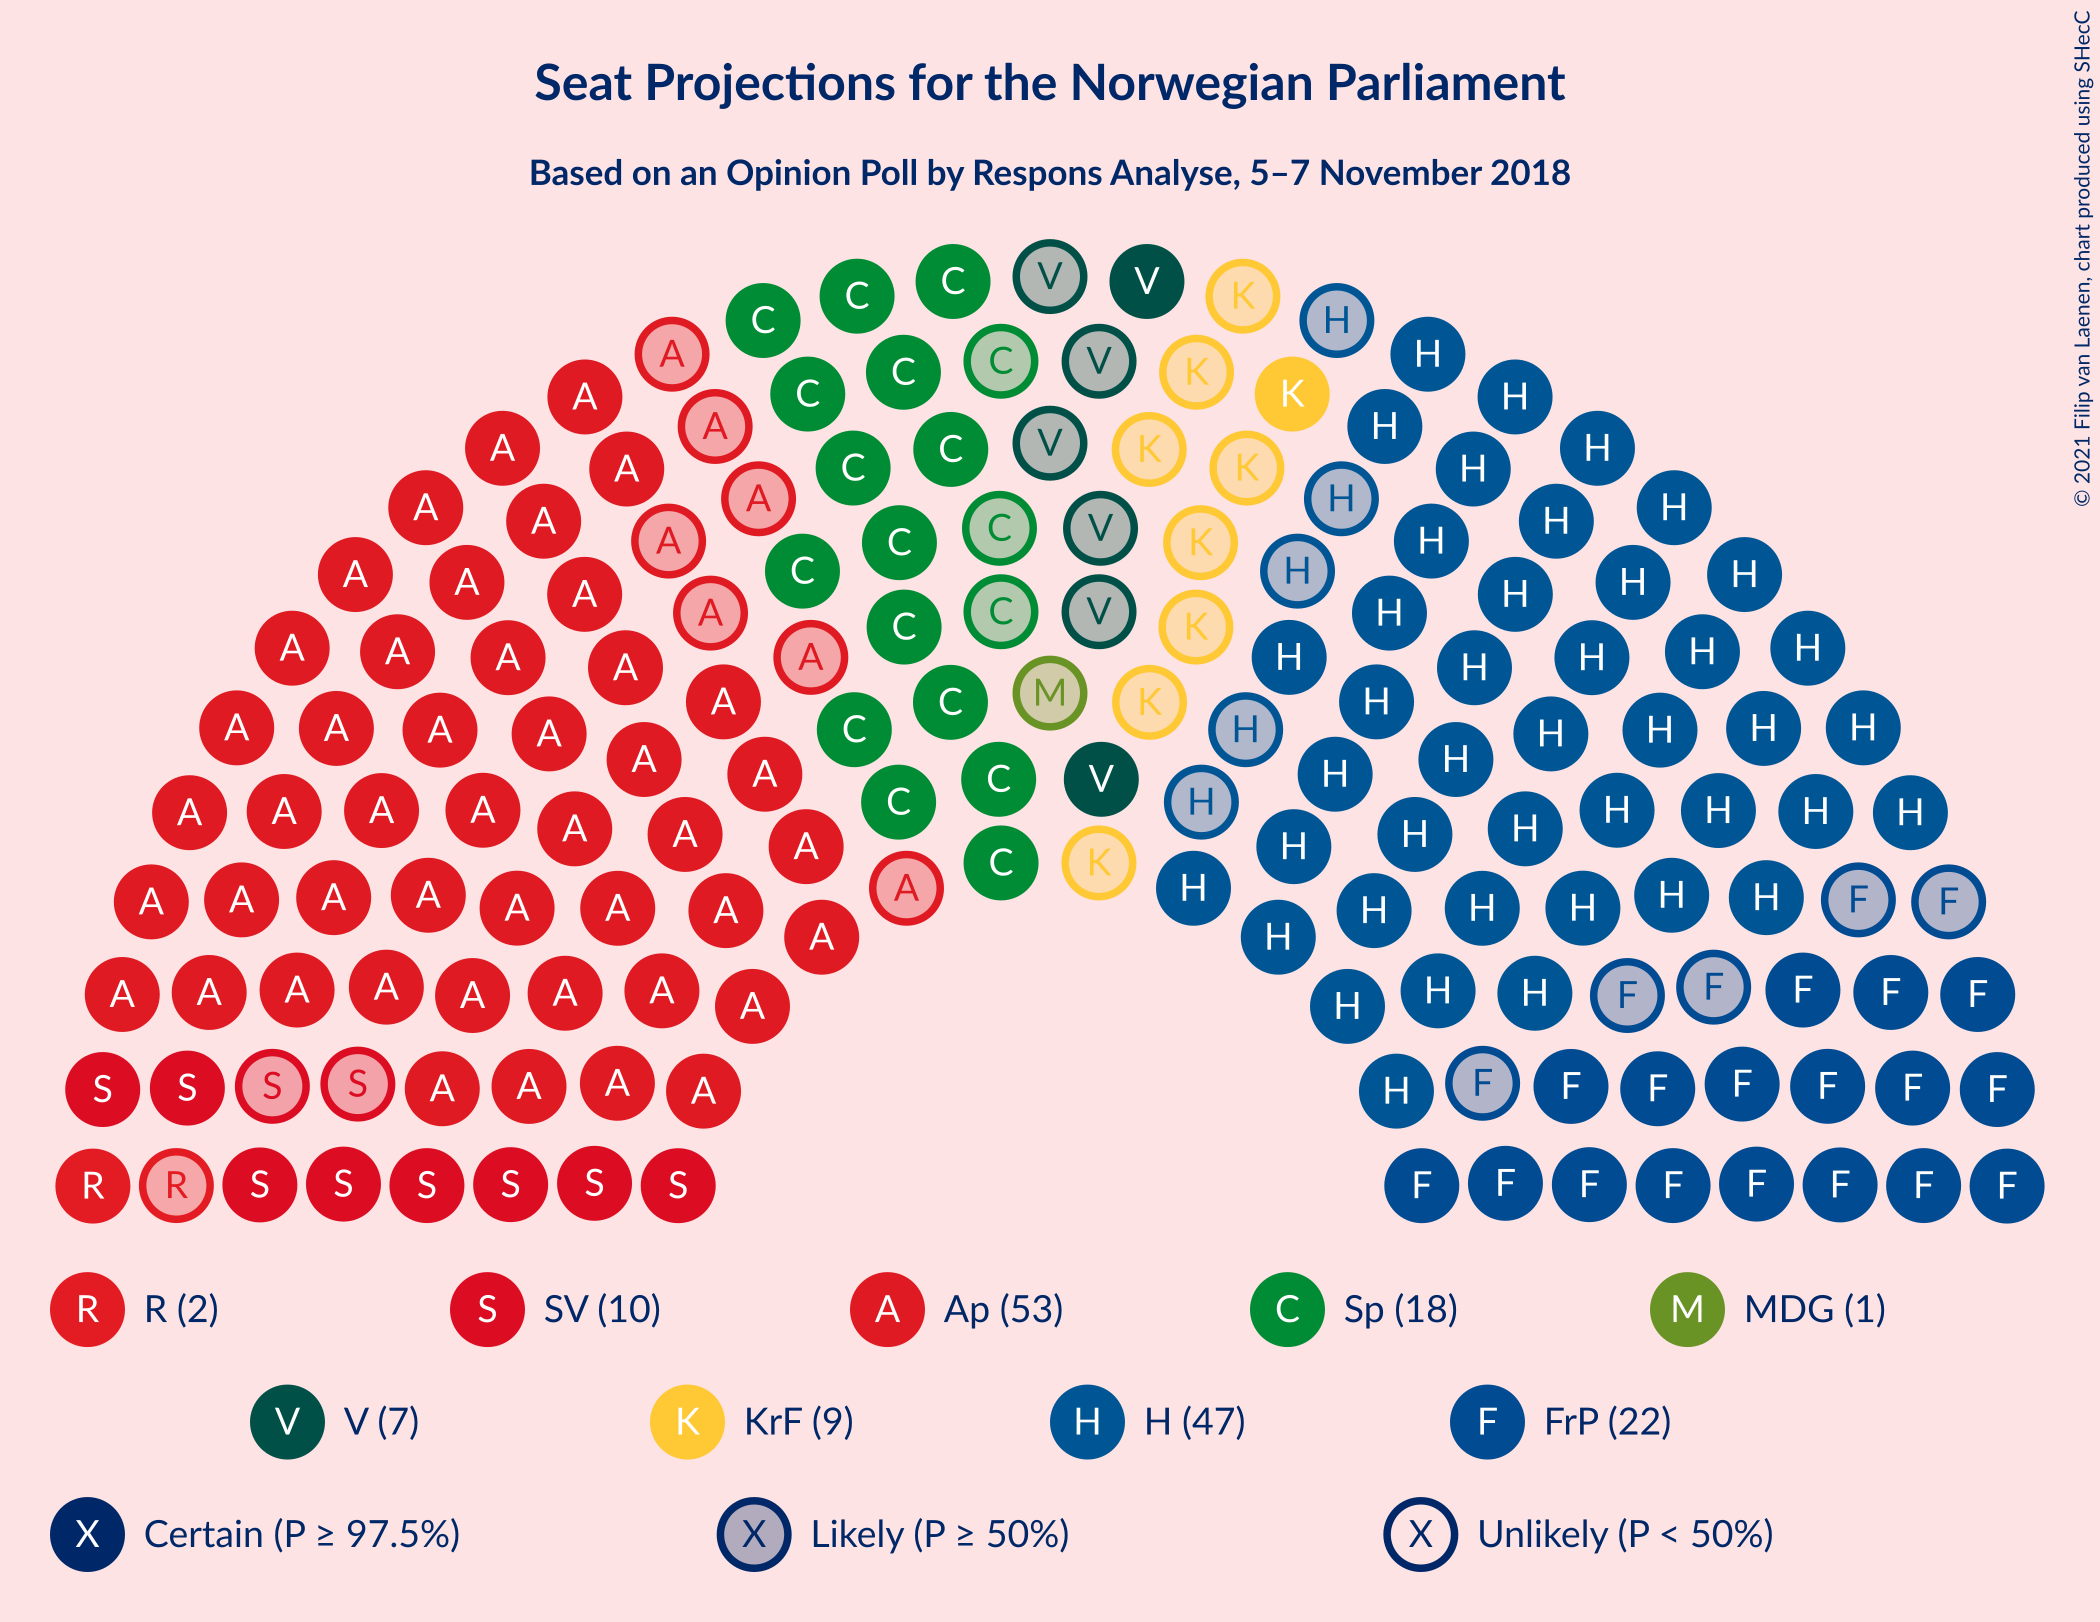 Seat Projections for the Norwegian Parliament
Based on an Opinion Poll by Respons Analyse, 5–7 November 2018
© 2021 Filip van Laenen, chart produced using SHecC
C C C V V K H
A C C C V K K H H
A A C C V K K H H H
A A A C C C V K H H H H
A A A A C C C V K H H H H H
A A A A A C M K H H H H H
A A A A A A C C V H H H H H H H
A A A A A A A C K H H H H H H H H
A A A A A A A A A H H H H H H F F
A A A A A A A A H H H F F F F F
S S S S A A A A H F F F F F F F
R R S S S S S S F F F F F F F F
R R (2) S SV (10) A Ap (53) C Sp (18) M MDG (1)
V V (7) K KrF (9) H H (47) F FrP (22)
X Certain (P ≥ 97.5%) X Likely (P ≥ 50%) X Unlikely (P < 50%)